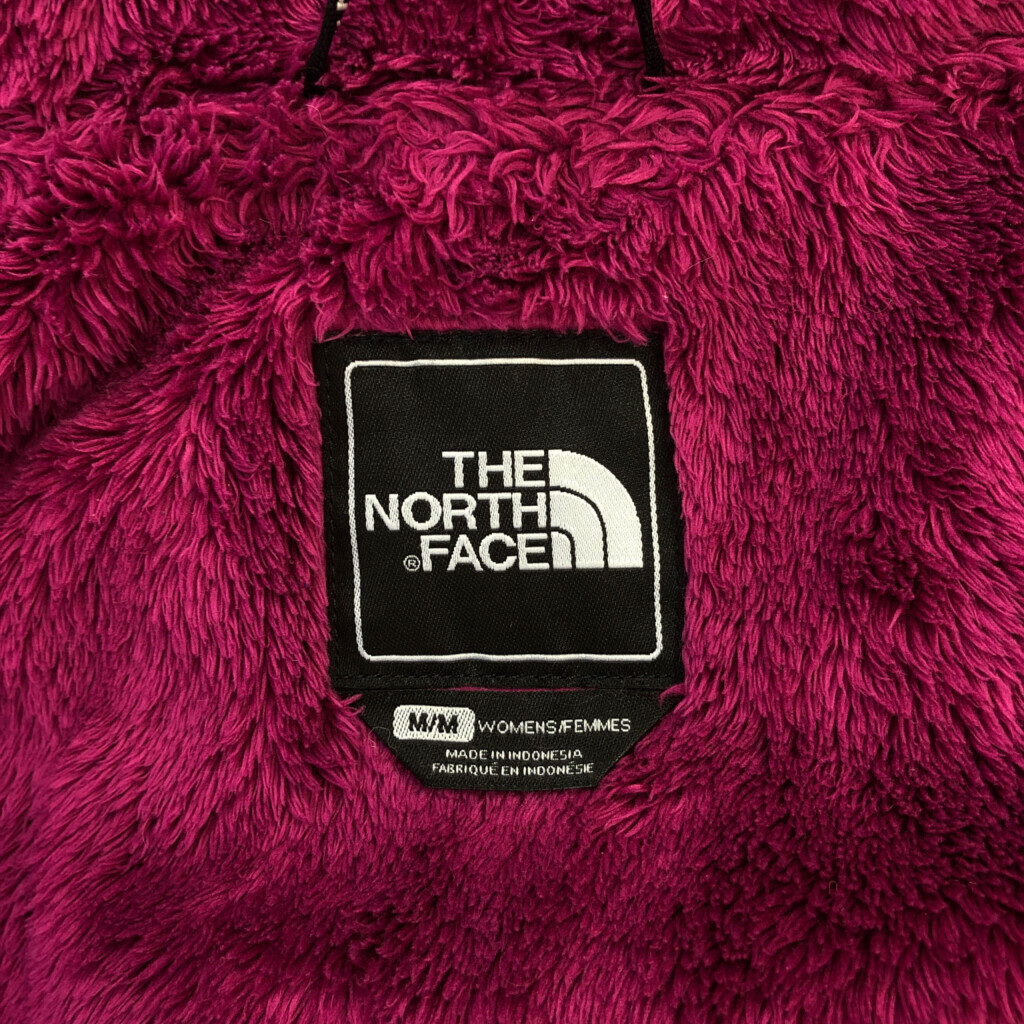 THE
NORTH
®FACE
M/M WOMENS/FEMMES
MADE IN INDONESIA
FABRIQUÉ EN INDONÉSIE